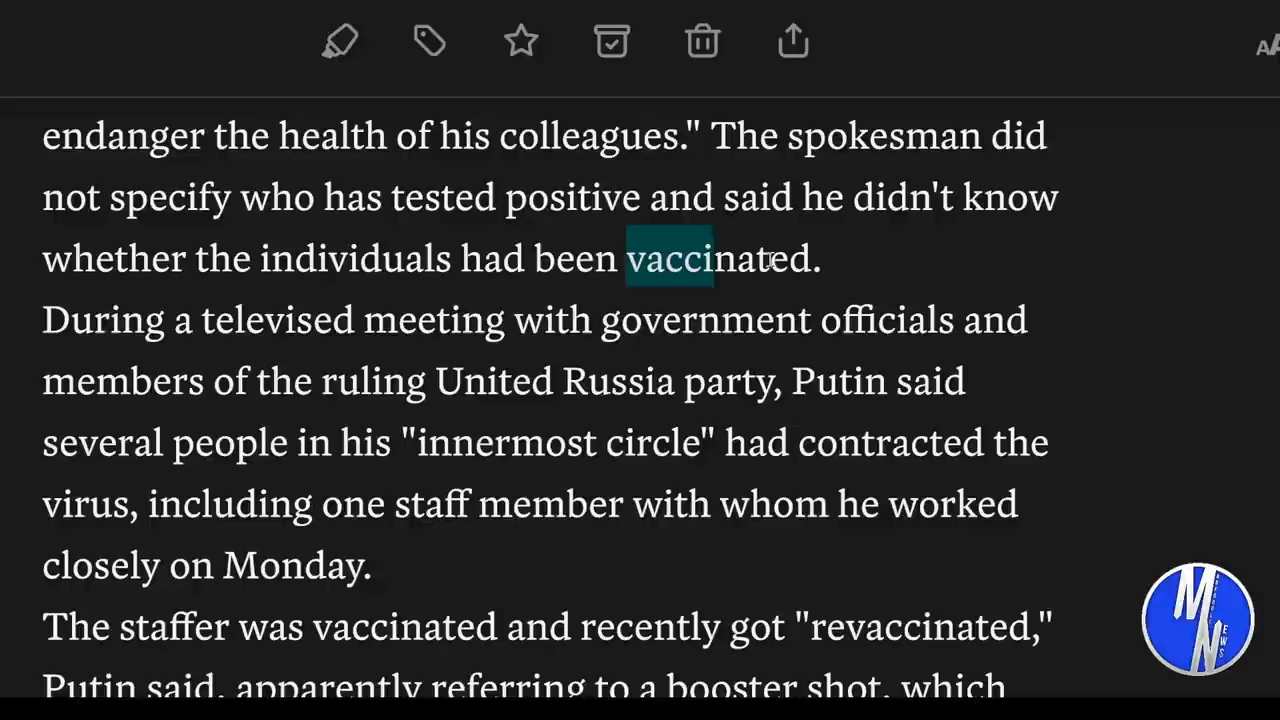 AA
endanger the health of his colleagues." The spokesman did
not specify who has tested positive and said he didn't know
whether the individuals had been vaccinated.
During a televised meeting with government officials and
members of the ruling United Russia party, Putin said
several people in his "innermost circle" had contracted the
virus, including one staff member with whom he worked
closely on Monday.
The staffer was vaccinated and recently got "revaccinated,"
Putin said, apparently referring to a booster shot, which
MN
EWS